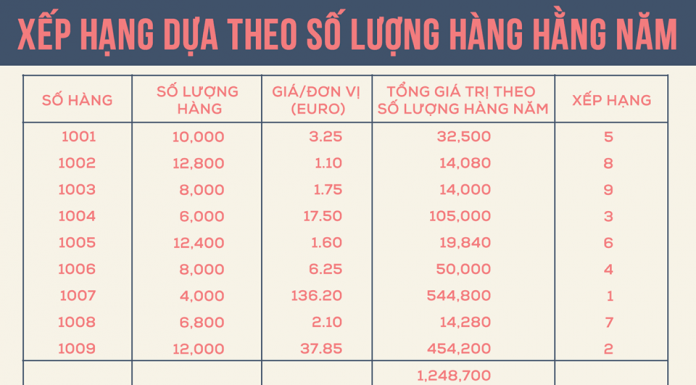 XẾP HẠNG DỰA THEO SỐ LƯỢNG HÀNG HẰNG NĂM
SỐ HÀNG SỐ LƯỢNG HÀNG GIÁ/ĐƠN VỊ (EURO) TỔNG GIÁ TRỊ THEO SỐ LƯỢNG HÀNG NĂM XẾP HẠNG
1001 10,000 3.25 32,500 5
1002 12,800 1.10 14,080 8
1003 8,000 1.75 14,000 9
1004 6,000 17.50 105,000 3
1005 12,400 1.60 19,840 6
1006 8,000 6.25 50,000 4
1007 4,000 136.20 544,800 1
1008 6,800 2.10 14,280 7
1009 12,000 37.85 454,200 2
1,248,700